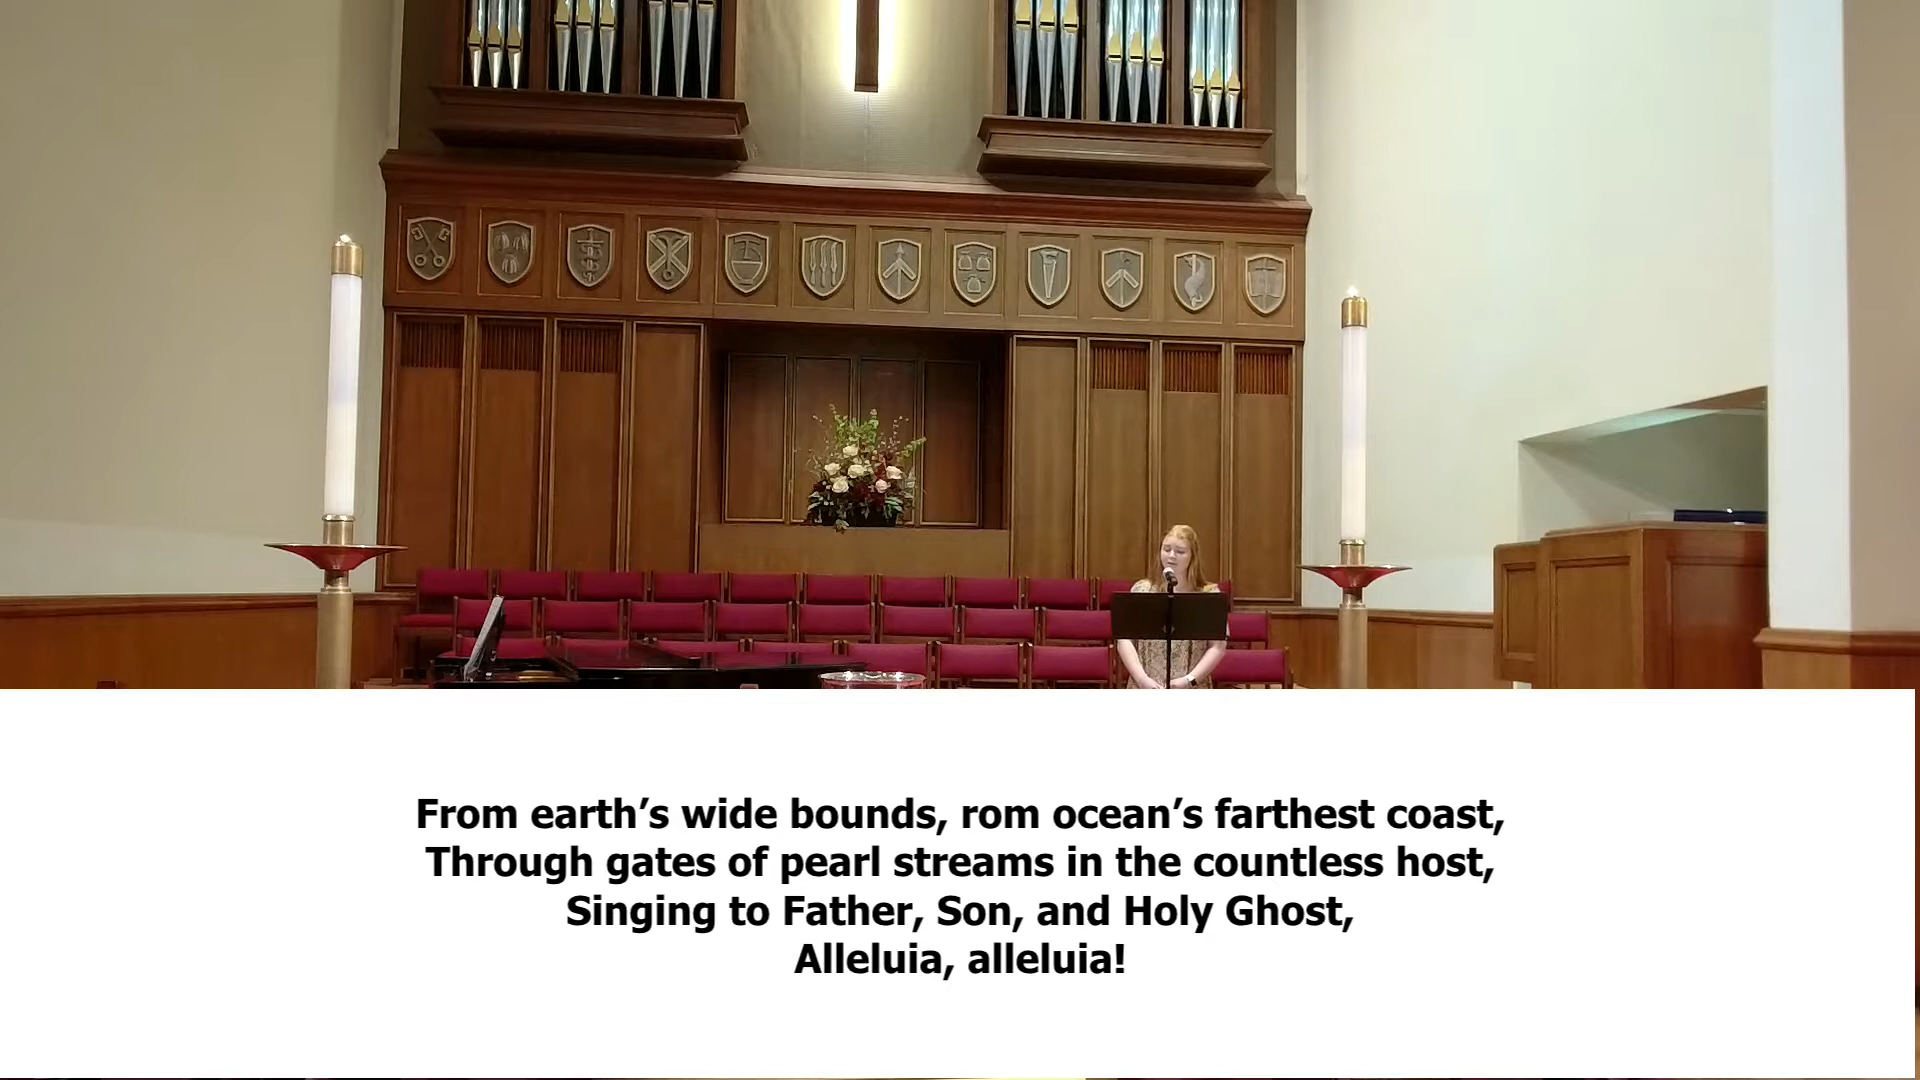 From earth’s wide bounds, rom ocean’s farthest coast,
Through gates of pearl streams in the countless host,
Singing to Father, Son, and Holy Ghost,
Alleluia, alleluia!